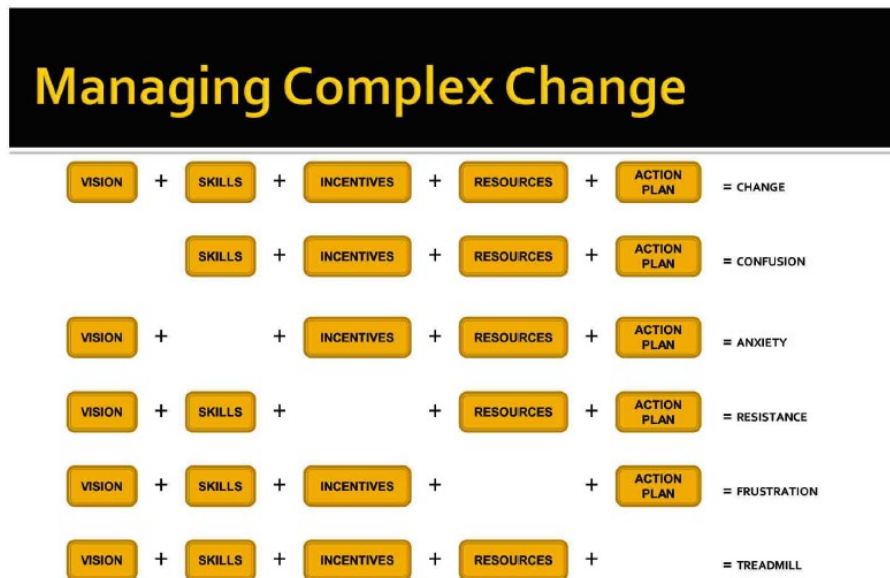 Managing Complex Change
VISION + SKILLS + INCENTIVES + RESOURCES + ACTION PLAN = CHANGE
SKILLS + INCENTIVES + RESOURCES + ACTION PLAN = CONFUSION
VISION + + INCENTIVES + RESOURCES + ACTION PLAN = ANXIETY
VISION + SKILLS + + RESOURCES + ACTION PLAN = RESISTANCE
VISION + SKILLS + INCENTIVES + + ACTION PLAN = FRUSTRATION
VISION + SKILLS + INCENTIVES + RESOURCES + = TREADMILL